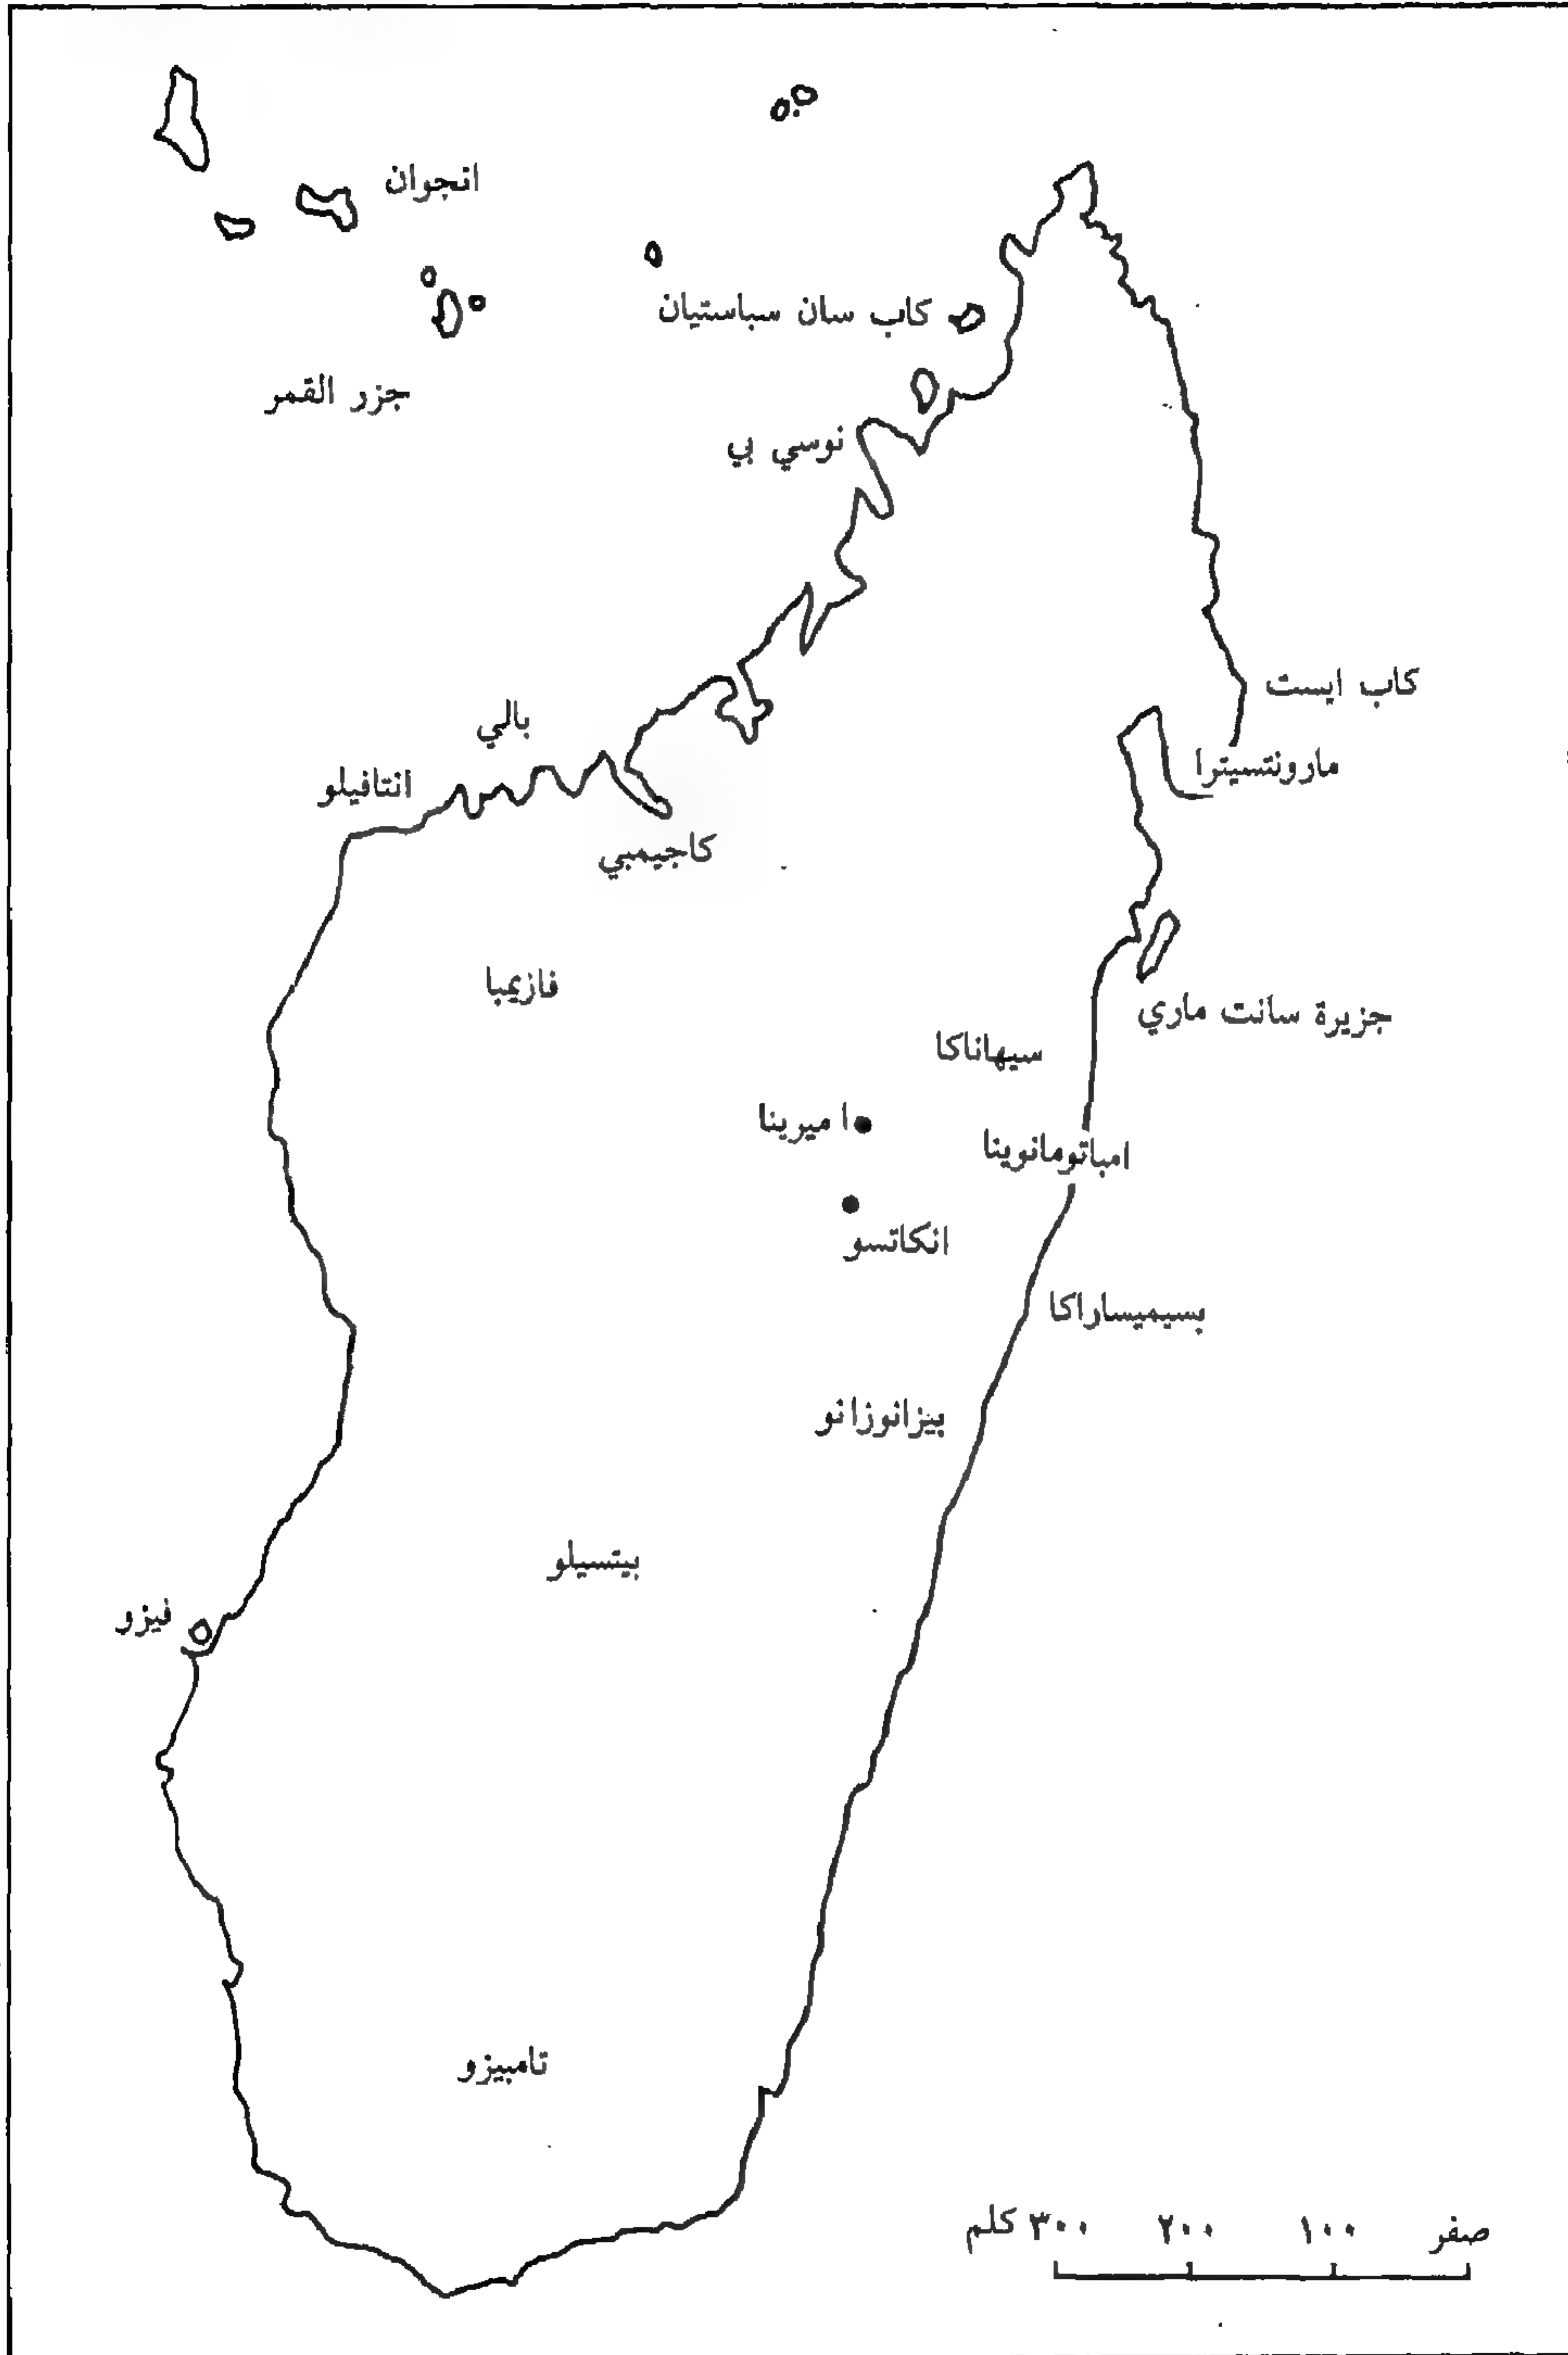 انجوان
كاب سان سباستيان
جزر القمر
نوسي بي
كاب ايست
بالي
مارونتسيترا
انتافيلو
كاجيمبي
فازيمبا
جزيرة سانت ماري
سيهاناكا
اميرينا
امباتومانوينا
انكاتسو
بسيميساراكا
بيزانوزانو
بيتسيلو
فيزو
تامبيزو
صفر ١٠٠ ٢٠٠ ٣٠٠ كلم